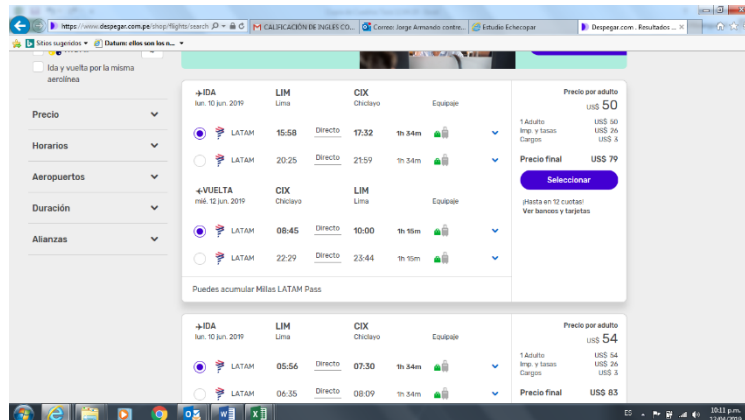 https://www.despegar.com.pe/shop/flights/search
CALIFICACIÓN DE INGLES CO...
Correo: Jorge Armando contre...
Estudio Echecopar
Despegar.com . Resultados ...
Sitios sugeridos
Datum: ellos son los n...
Ida y vuelta por la misma
aerolínea
Precio
Horarios
Aeropuertos
Duración
Alianzas
IDA LIM CIX
lun. 10 jun. 2019 Lima Chiclayo Equipaje
LATAM 15:58 Directo 17:32 1h 34m
LATAM 20:25 Directo 21:59 1h 34m
VUELTA CIX LIM
mié. 12 jun. 2019 Chiclayo Lima Equipaje
LATAM 08:45 Directo 10:00 1h 15m
LATAM 22:29 Directo 23:44 1h 15m
Puedes acumular Millas LATAM Pass
Precio por adulto
US$ 50
1 Adulto US$ 50
Imp. y tasas US$ 26
Cargos US$ 3
Precio final US$ 79
Seleccionar
¡Hasta en 12 cuotas!
Ver bancos y tarjetas
IDA LIM CIX
lun. 10 jun. 2019 Lima Chiclayo Equipaje
LATAM 05:56 Directo 07:30 1h 34m
LATAM 06:35 Directo 08:09 1h 34m
Precio por adulto
US$ 54
1 Adulto US$ 54
Imp. y tasas US$ 26
Cargos US$ 3
Precio final US$ 83
ES
10:11 p.m.